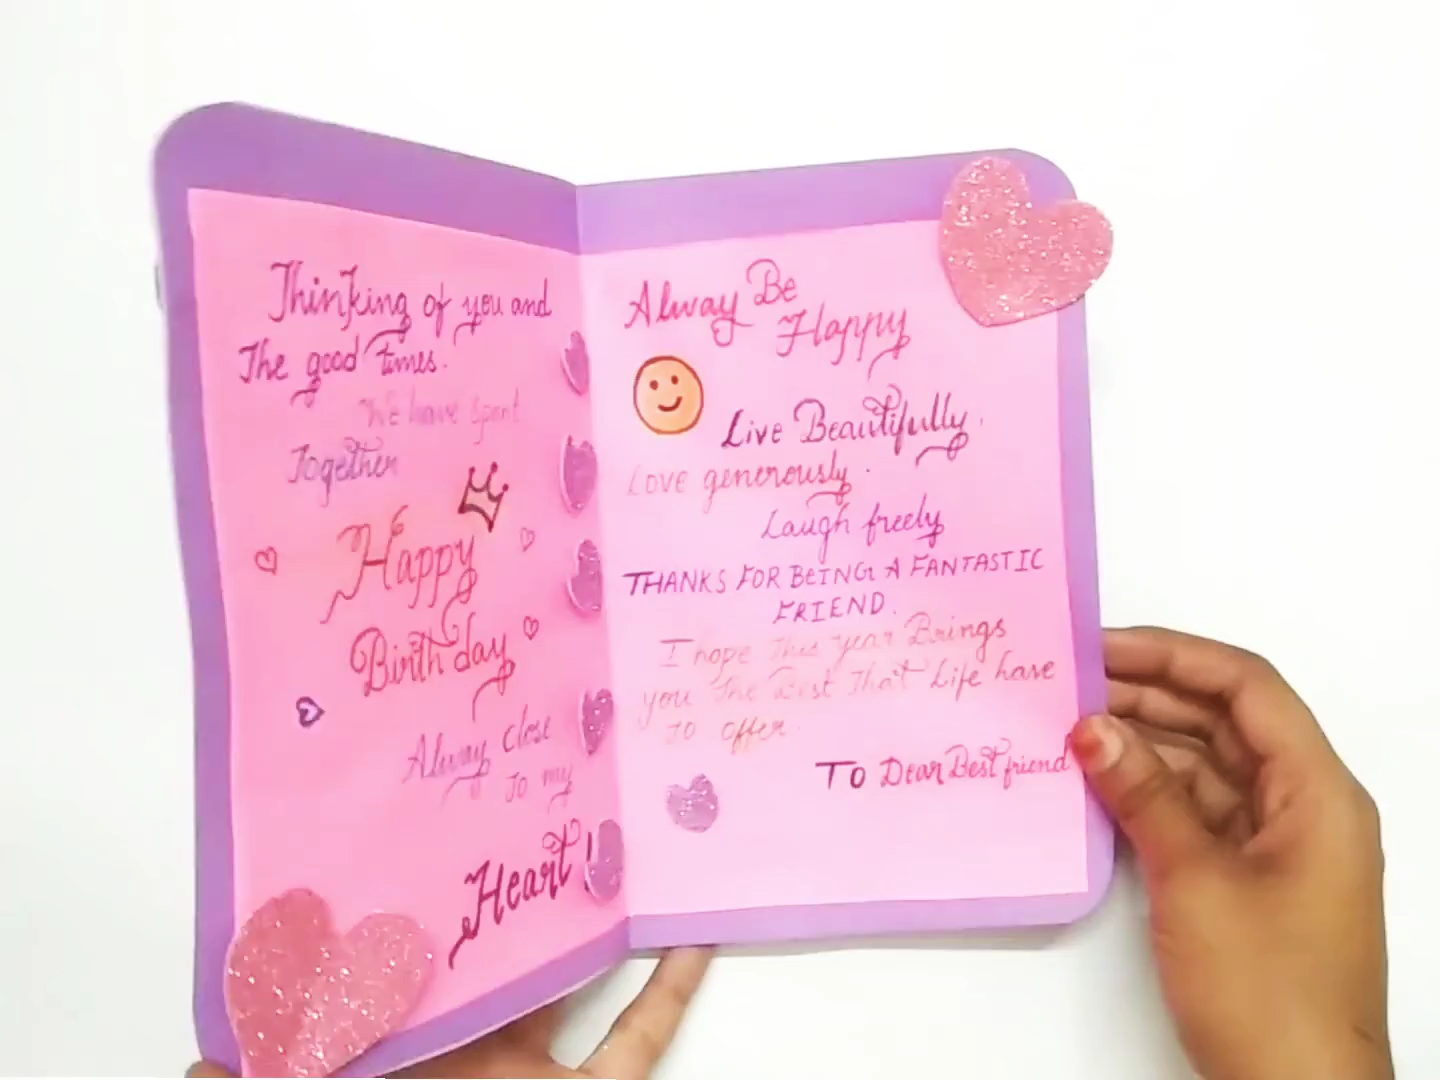 Thinking of you and
The good times.
We have spent
Together
Happy
Birth day
Alway close
To my
Heart !
Alway Be
Happy
Live Beautifully.
Love generously.
Laugh freely
THANKS FOR BEING A FANTASTIC
FRIEND.
I hope This year Brings
you The Best That Life have
To offer.
To Dear Best friend